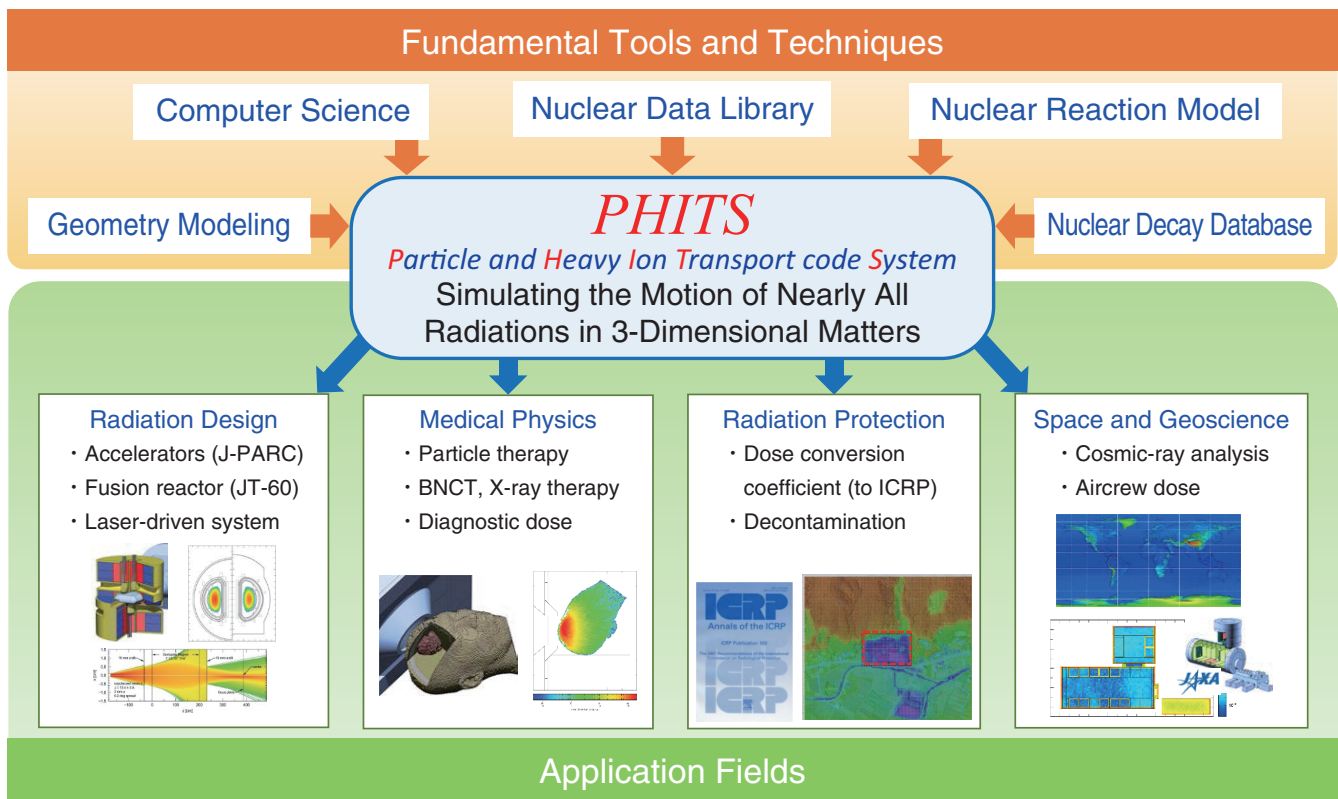 Fundamental Tools and Techniques
Computer Science
Nuclear Data Library
Nuclear Reaction Model
Geometry Modeling
Nuclear Decay Database
PHITS
Particle and Heavy Ion Transport code System
Simulating the Motion of Nearly All
Radiations in 3-Dimensional Matters
Radiation Design
・Accelerators (J-PARC)
・Fusion reactor (JT-60)
・Laser-driven system
Medical Physics
・Particle therapy
・BNCT, X-ray therapy
・Diagnostic dose
Radiation Protection
・Dose conversion
coefficient (to ICRP)
・Decontamination
ICRP
Annals of the ICRP
ICRP
ICRP
Space and Geoscience
・Cosmic-ray analysis
・Aircrew dose
JAXA
Application Fields